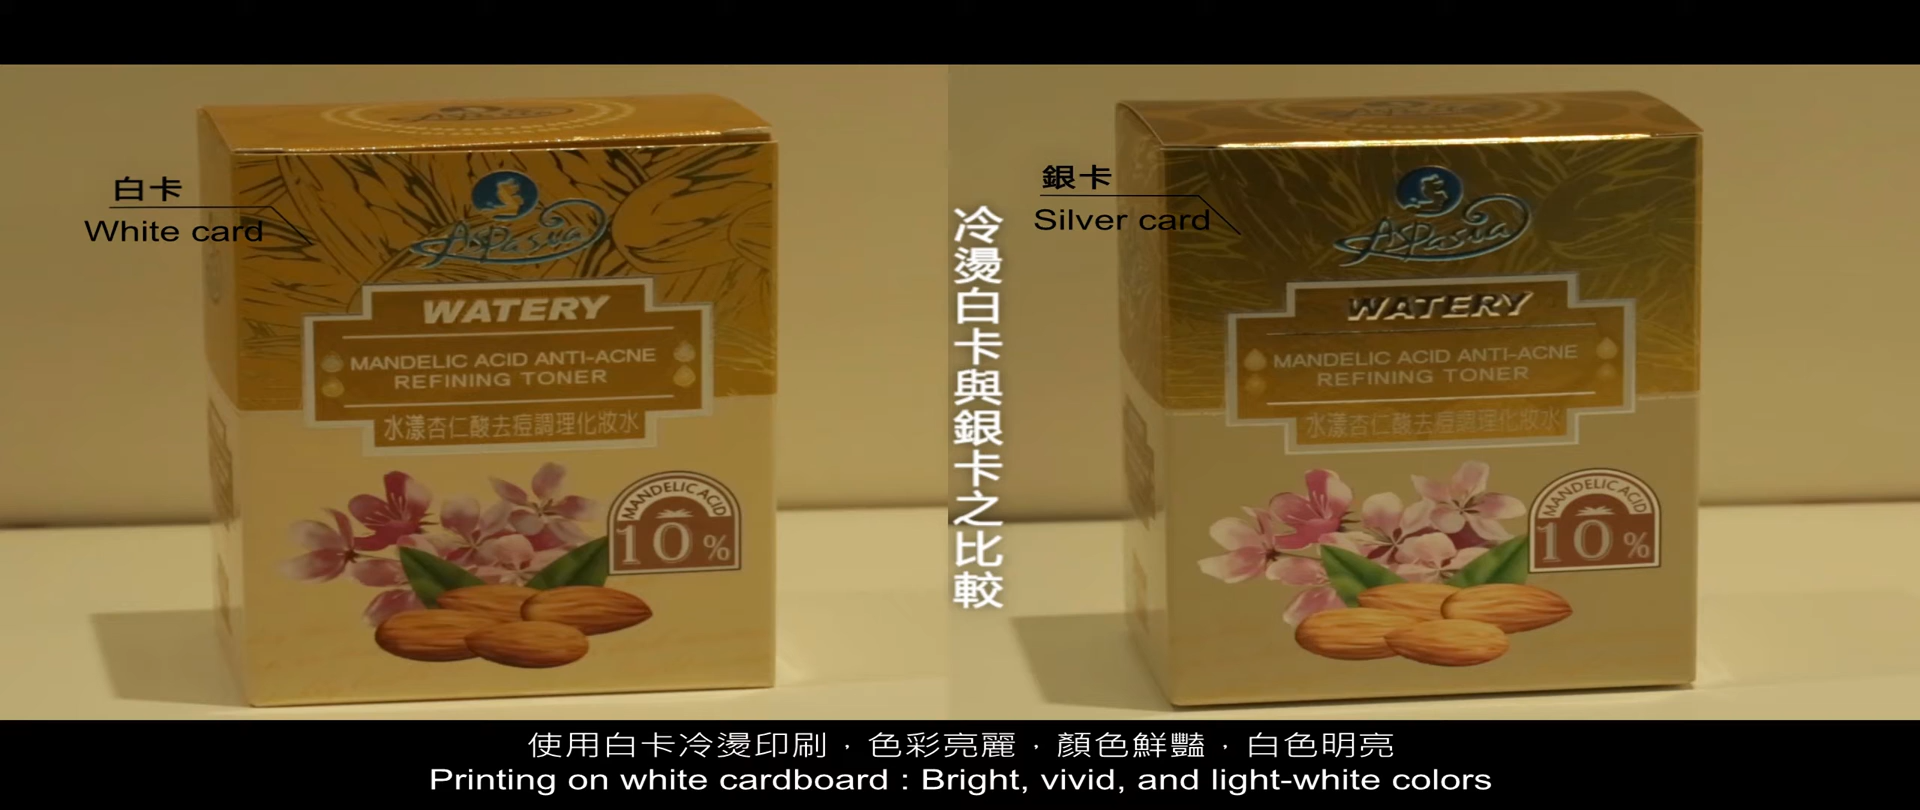 白卡
White card
Aspasia
WATERY
MANDELIC ACID ANTI-ACNE
REFINING TONER
水漾杏仁酸去痘調理化妝水
MANDELIC ACID
10%
冷燙白卡與銀卡之比較
銀卡
Silver card
Aspasia
WATERY
MANDELIC ACID ANTI-ACNE
REFINING TONER
水漾杏仁酸去痘調理化妝水
MANDELIC ACID
10%
使用白卡冷燙印刷，色彩亮麗，顏色鮮豔，白色明亮
Printing on white cardboard : Bright, vivid, and light-white colors